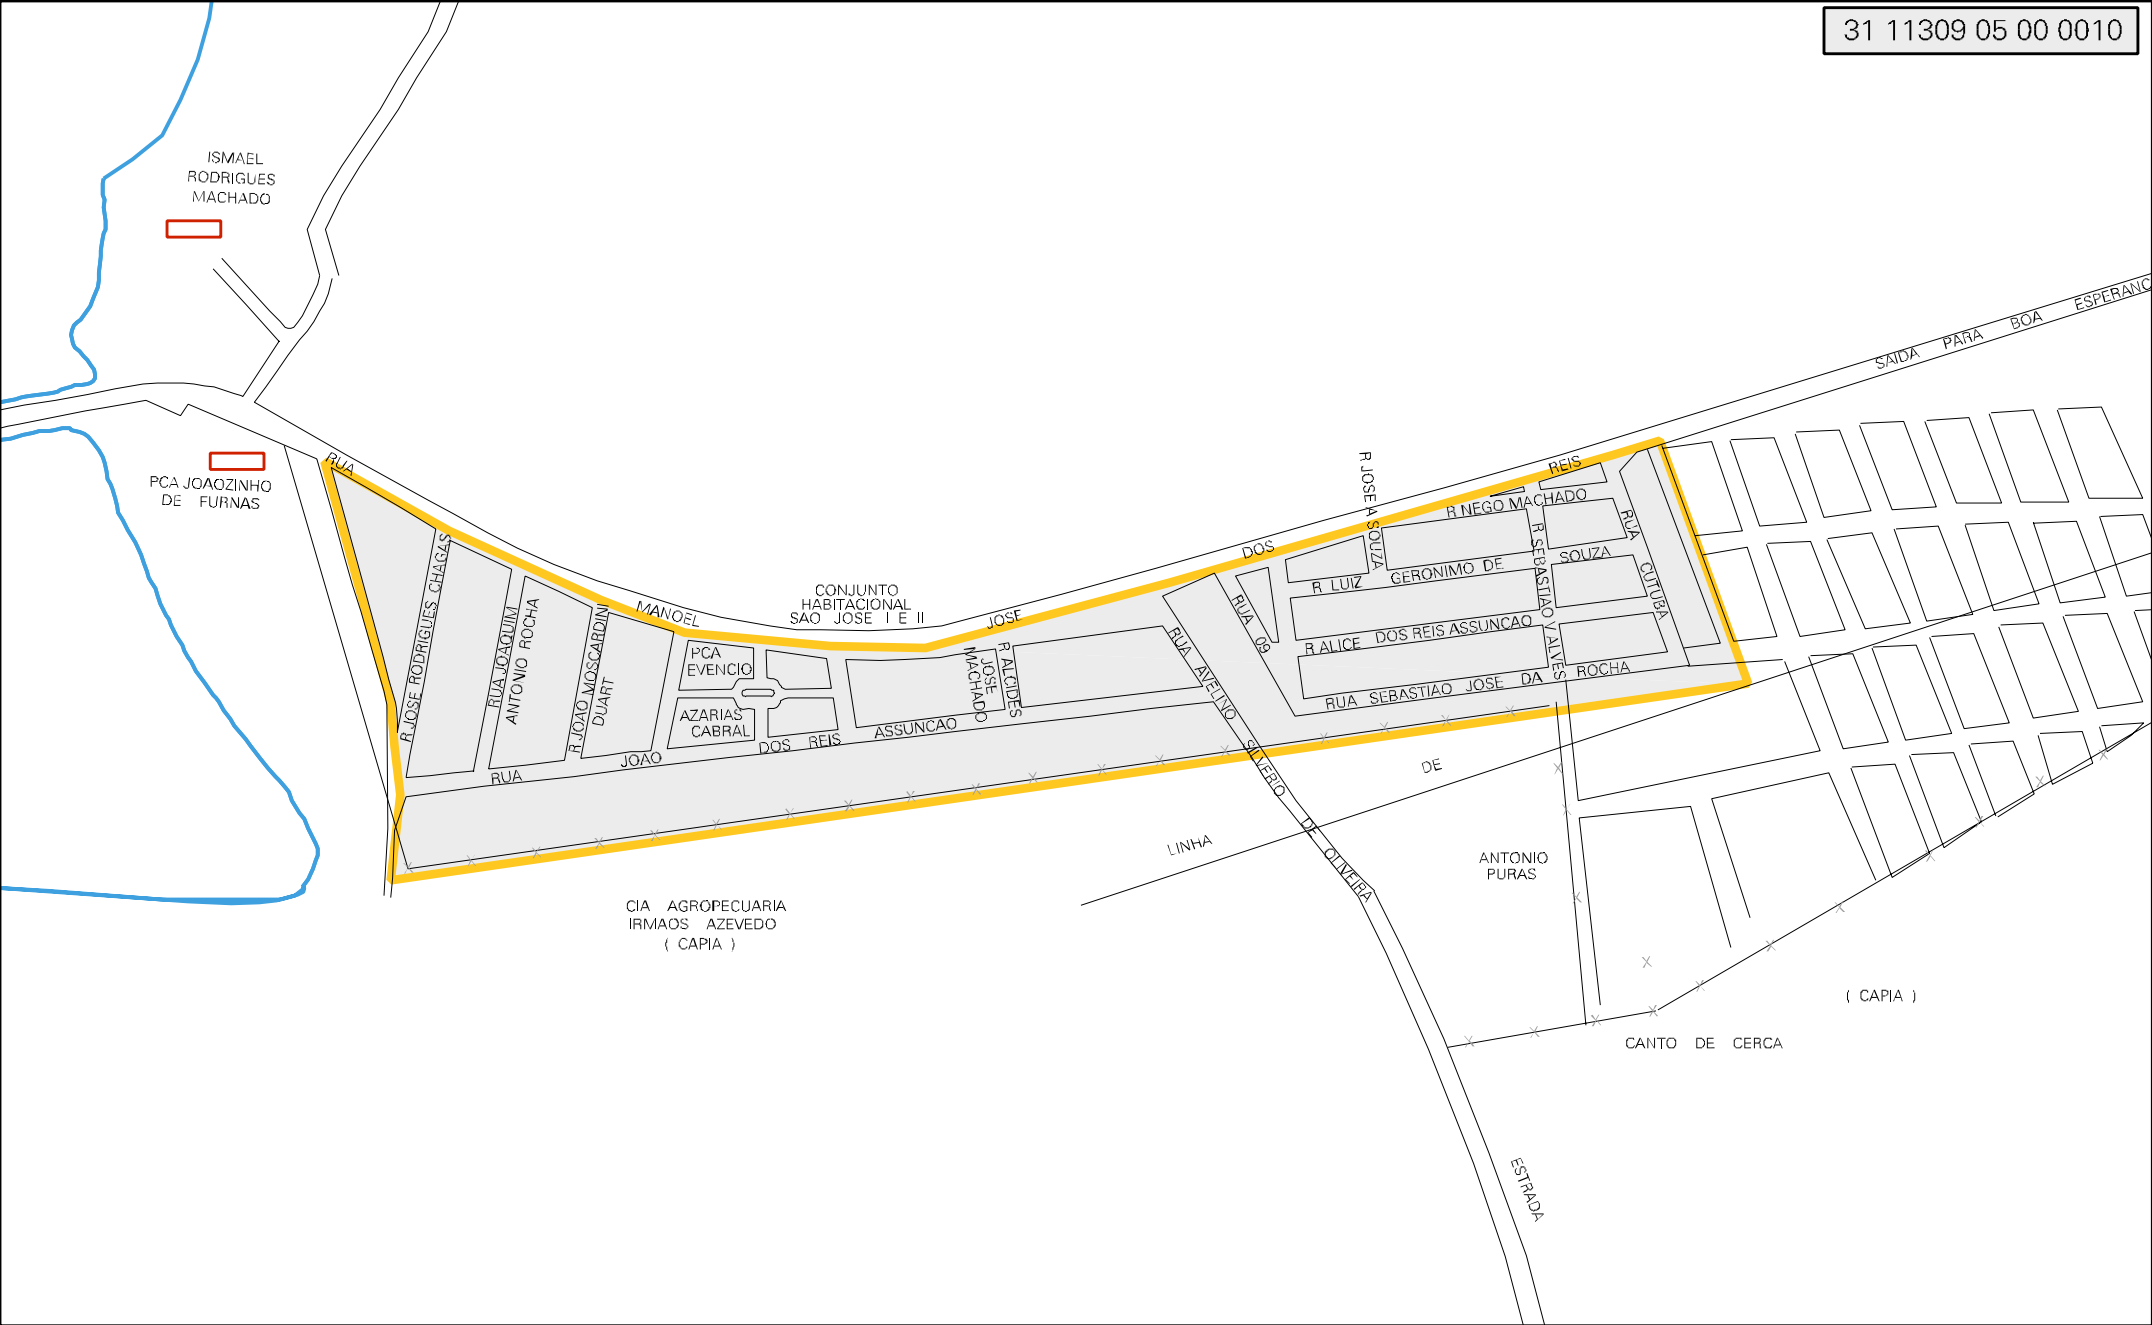 31 11309 05 00 0010
ISMAEL
RODRIGUES
MACHADO
PCA JOAOZINHO
DE FURNAS
RUA MANOEL JOSE DOS REIS
SAIDA PARA BOA ESPERANC
CONJUNTO
HABITACIONAL
SAO JOSE I E II
R JOSE RODRIGUES CHAGAS
RUA JOAQUIM
ANTONIO ROCHA
R JOAO MOSCARDINI
DUART
PCA
EVENCIO
AZARIAS
CABRAL
RUA JOAO DOS REIS ASSUNCAO
R ALCIDES
JOSE
MACHADO
RUA AVELINO SILVERIO DE OLIVEIRA
RUA 09
R JOSE A SOUZA
R NEGO MACHADO
R LUIZ GERONIMO DE SOUZA
R ALICE DOS REIS ASSUNCAO
RUA SEBASTIAO JOSE DA ROCHA
R SEBASTIAO V ALVES
RUA CUTUBA
LINHA DE
ANTONIO
PURAS
CIA AGROPECUARIA
IRMAOS AZEVEDO
( CAPIA )
( CAPIA )
CANTO DE CERCA
ESTRADA